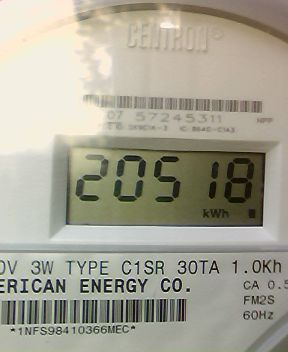 CENTRON®
07 57245311 NPP
20518
kWh
0V 3W TYPE C1SR 30TA 1.0Kh
ERICAN ENERGY CO. CA 0.5
FM2S
*1NFS98410366MEC* 60Hz